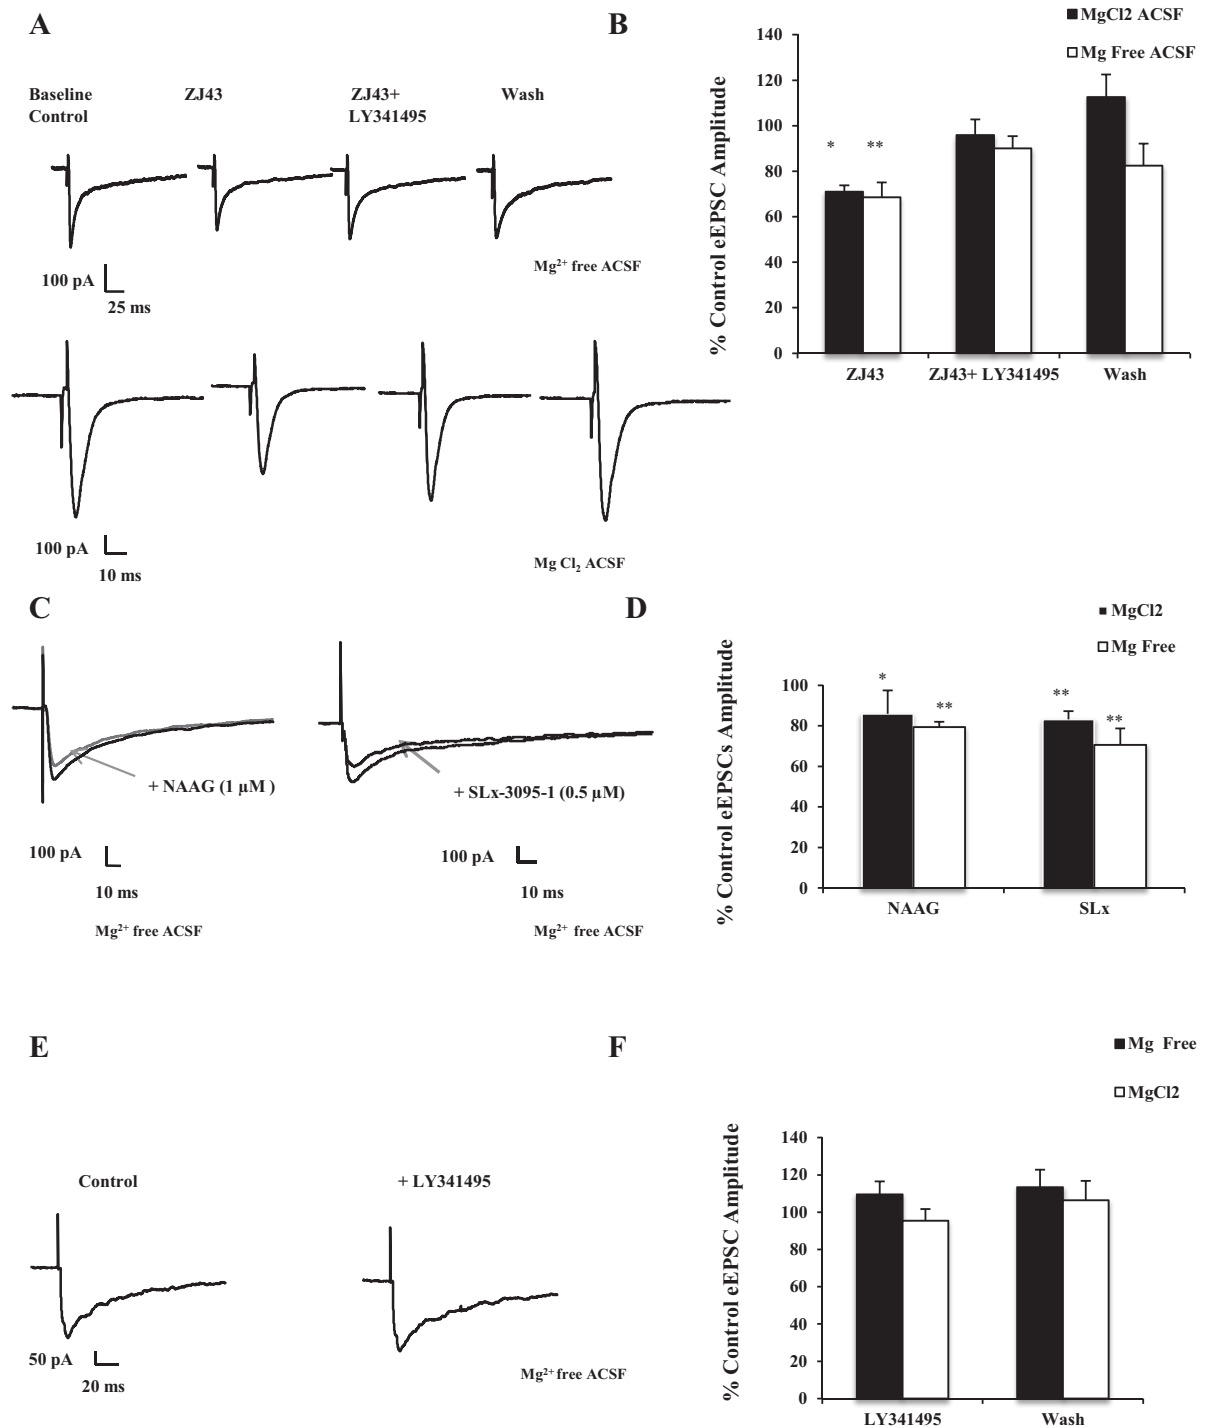 A
Baseline Control
ZJ43
ZJ43+ LY341495
Wash
100 pA
25 ms
Mg²⁺ free ACSF
100 pA
10 ms
Mg Cl₂ ACSF
B
MgCl2 ACSF
Mg Free ACSF
% Control eEPSC Amplitude
140
120
100
80
60
40
20
0
*
**
ZJ43
ZJ43+ LY341495
Wash
C
+ NAAG (1 µM )
100 pA
10 ms
Mg²⁺ free ACSF
+ SLx-3095-1 (0.5 µM)
100 pA
10 ms
Mg²⁺ free ACSF
D
MgCl2
Mg Free
% Control eEPSCs Amplitude
100
80
60
40
20
0
*
**
**
**
NAAG
SLx
E
Control
+ LY341495
50 pA
20 ms
Mg²⁺ free ACSF
F
Mg Free
MgCl2
% Control eEPSC Amplitude
140
120
100
80
60
40
20
0
LY341495
Wash